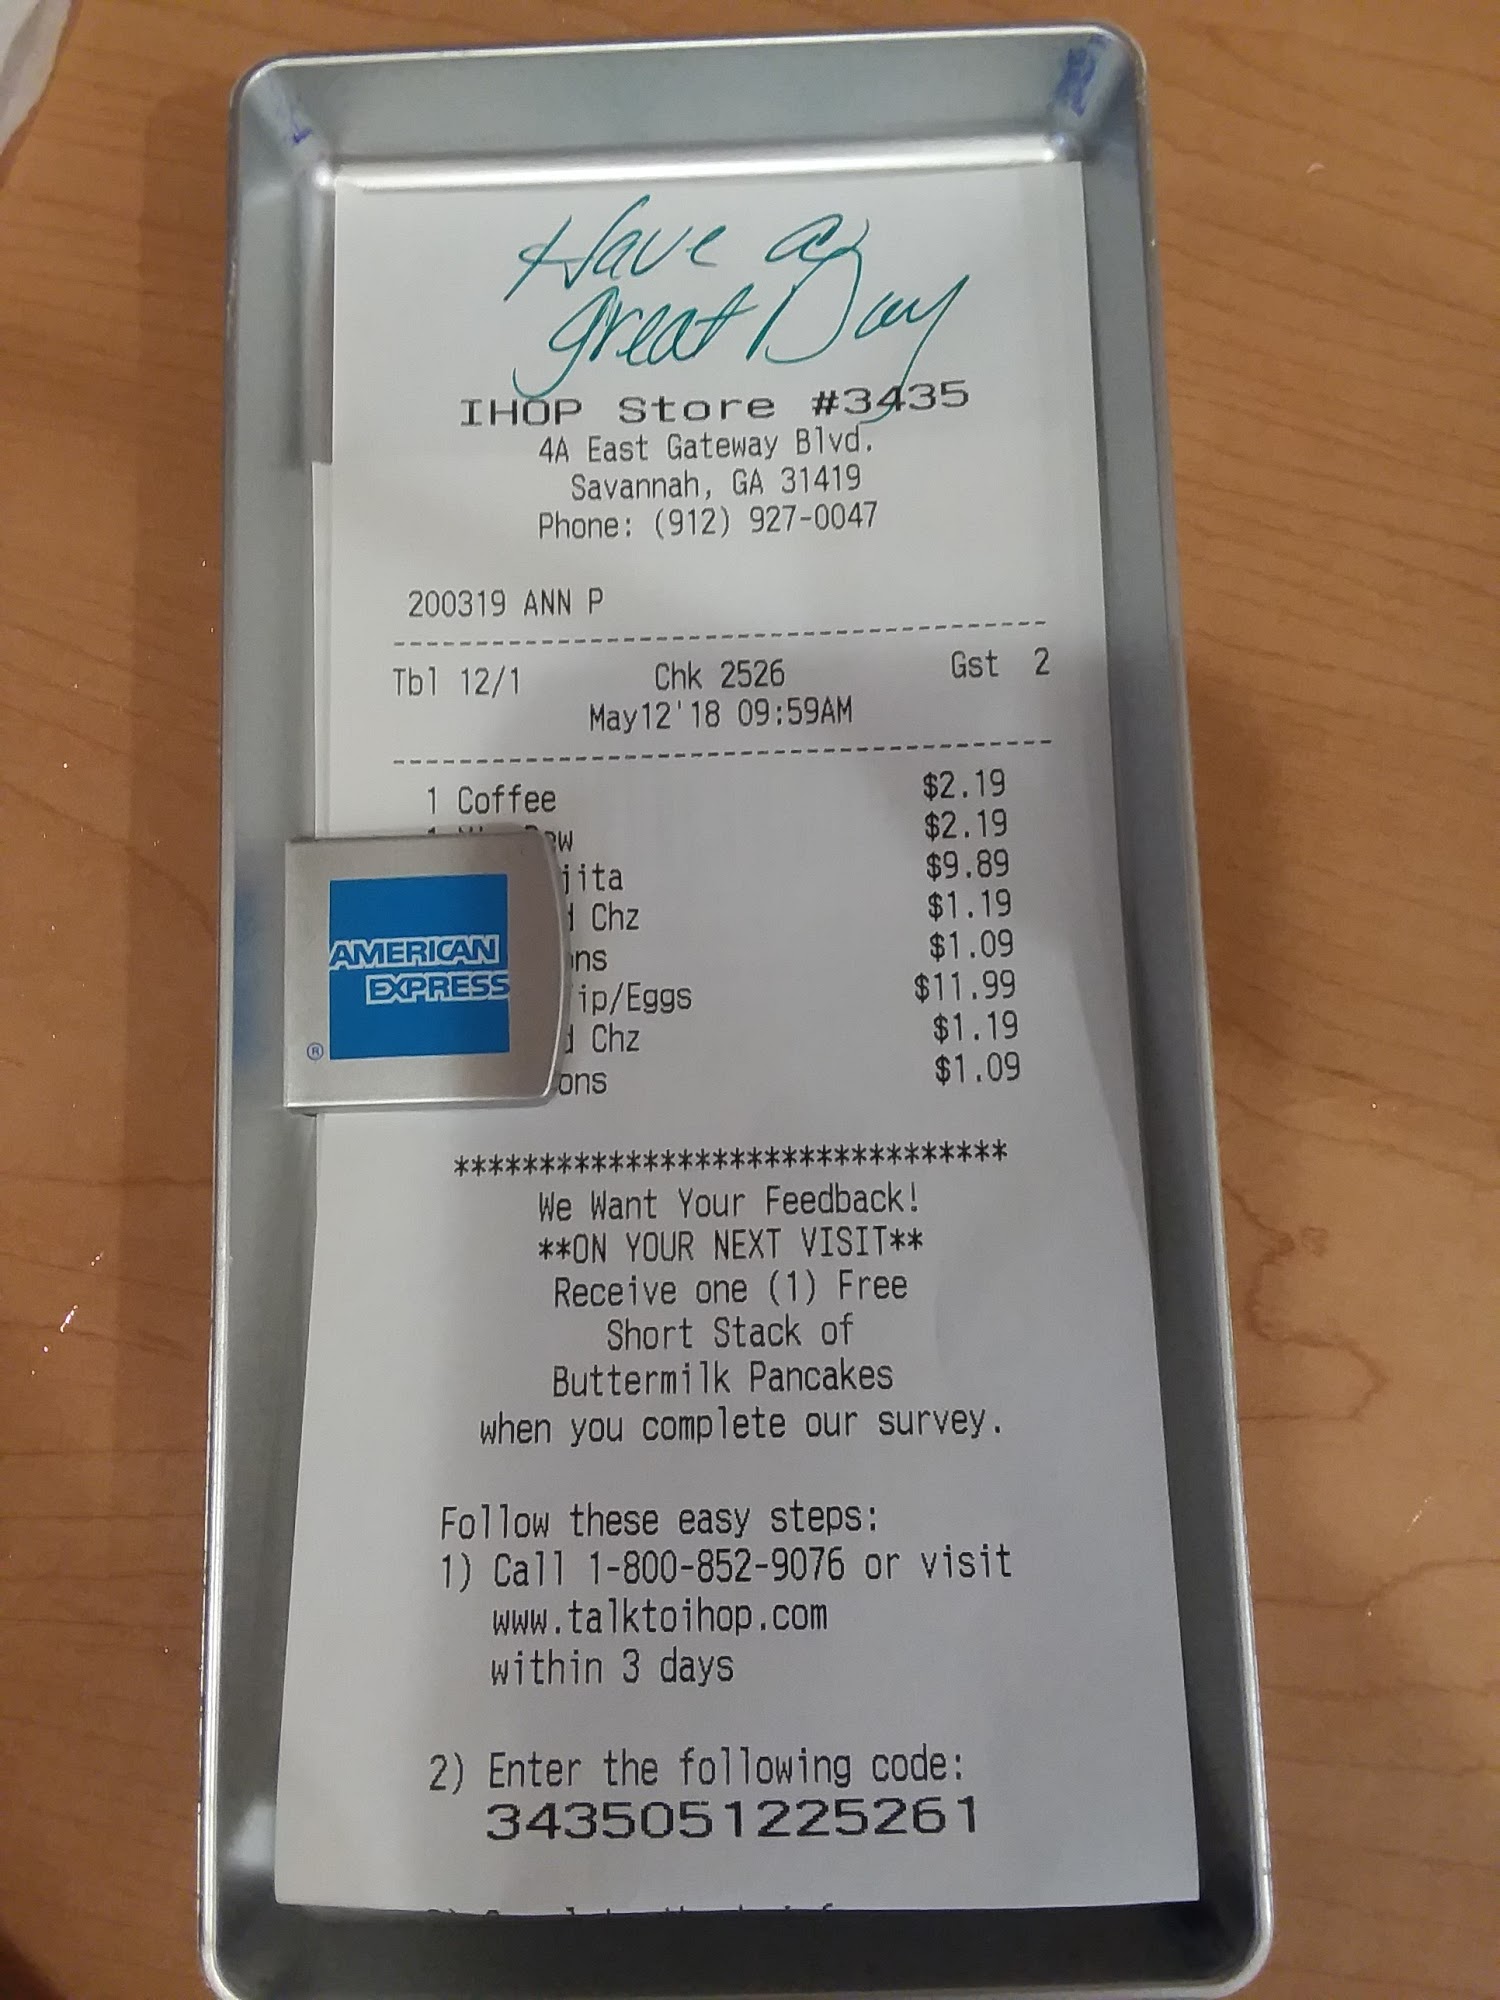 Have a
great Day
IHOP Store #3435
4A East Gateway Blvd.
Savannah, GA 31419
Phone: (912) 927-0047
200319 ANN P
Tbl 12/1 Chk 2526 Gst 2
May12'18 09:59AM
1 Coffee $2.19
$2.19
jita $9.89
Chz $1.19
ons $1.09
ip/Eggs $11.99
Chz $1.19
ons $1.09
AMERICAN
EXPRESS
®
**********************************
We Want Your Feedback!
**ON YOUR NEXT VISIT**
Receive one (1) Free
Short Stack of
Buttermilk Pancakes
when you complete our survey.
Follow these easy steps:
1) Call 1-800-852-9076 or visit
www.talktoihop.com
within 3 days
2) Enter the following code:
3435051225261